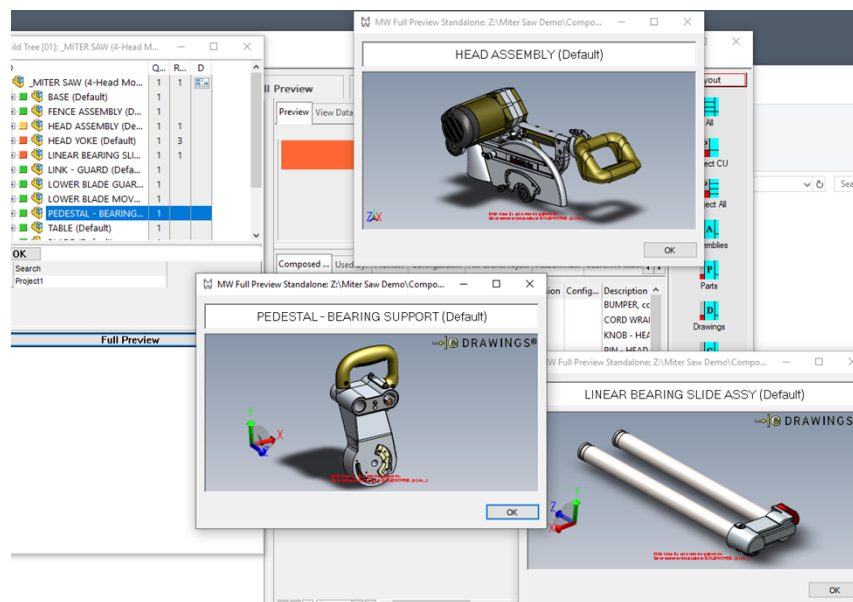 MW Full Preview Standalone: Z:\Miter Saw Demo\Compo...
HEAD ASSEMBLY (Default)
OK
ild Tree [01]: _MITER SAW (4-Head M...
Q... R... D
_MITER SAW (4-Head Mo... 1 1
BASE (Default) 1
FENCE ASSEMBLY (D... 1
HEAD ASSEMBLY (De... 1 1
HEAD YOKE (Default) 1 3
LINEAR BEARING SLI... 1 1
LINK - GUARD (Defa... 1
LOWER BLADE GUAR... 1
LOWER BLADE MOV... 1
PEDESTAL - BEARING... 1
TABLE (Default) 1
OK
Search
Project1
Full Preview
ll Preview
Preview View Data
Composed ... Used
sion Config... Description
BUMPER, cc
CORD WRAI
KNOB - HEA
PIN - HEAD
yout
All
ect CU
ject All
emblies
Parts
Drawings
Sea
MW Full Preview Standalone: Z:\Miter Saw Demo\Compo...
PEDESTAL - BEARING SUPPORT (Default)
DRAWINGS®
Y
X
Z
OK
W Full Preview Standalone: Z:\Miter Saw Demo\Compo...
LINEAR BEARING SLIDE ASSY (Default)
DRAWINGS
Y
Z
X
OK